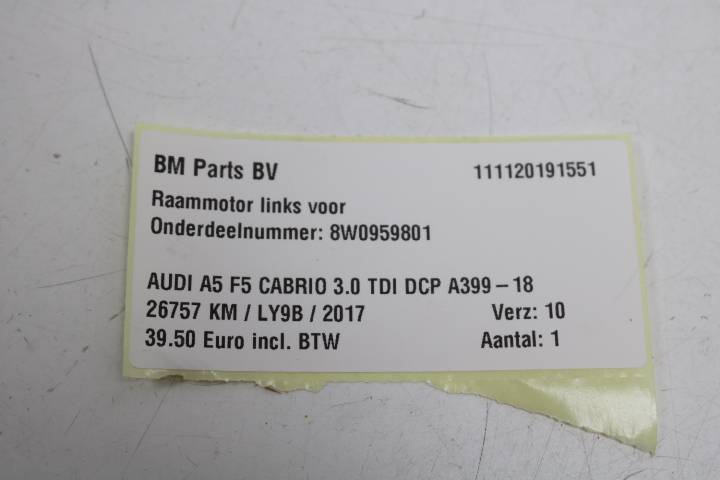 BM Parts BV 111120191551
Raammotor links voor
Onderdeelnummer: 8W0959801
AUDI A5 F5 CABRIO 3.0 TDI DCP A399-18
26757 KM / LY9B / 2017 Verz: 10
39.50 Euro incl. BTW Aantal: 1